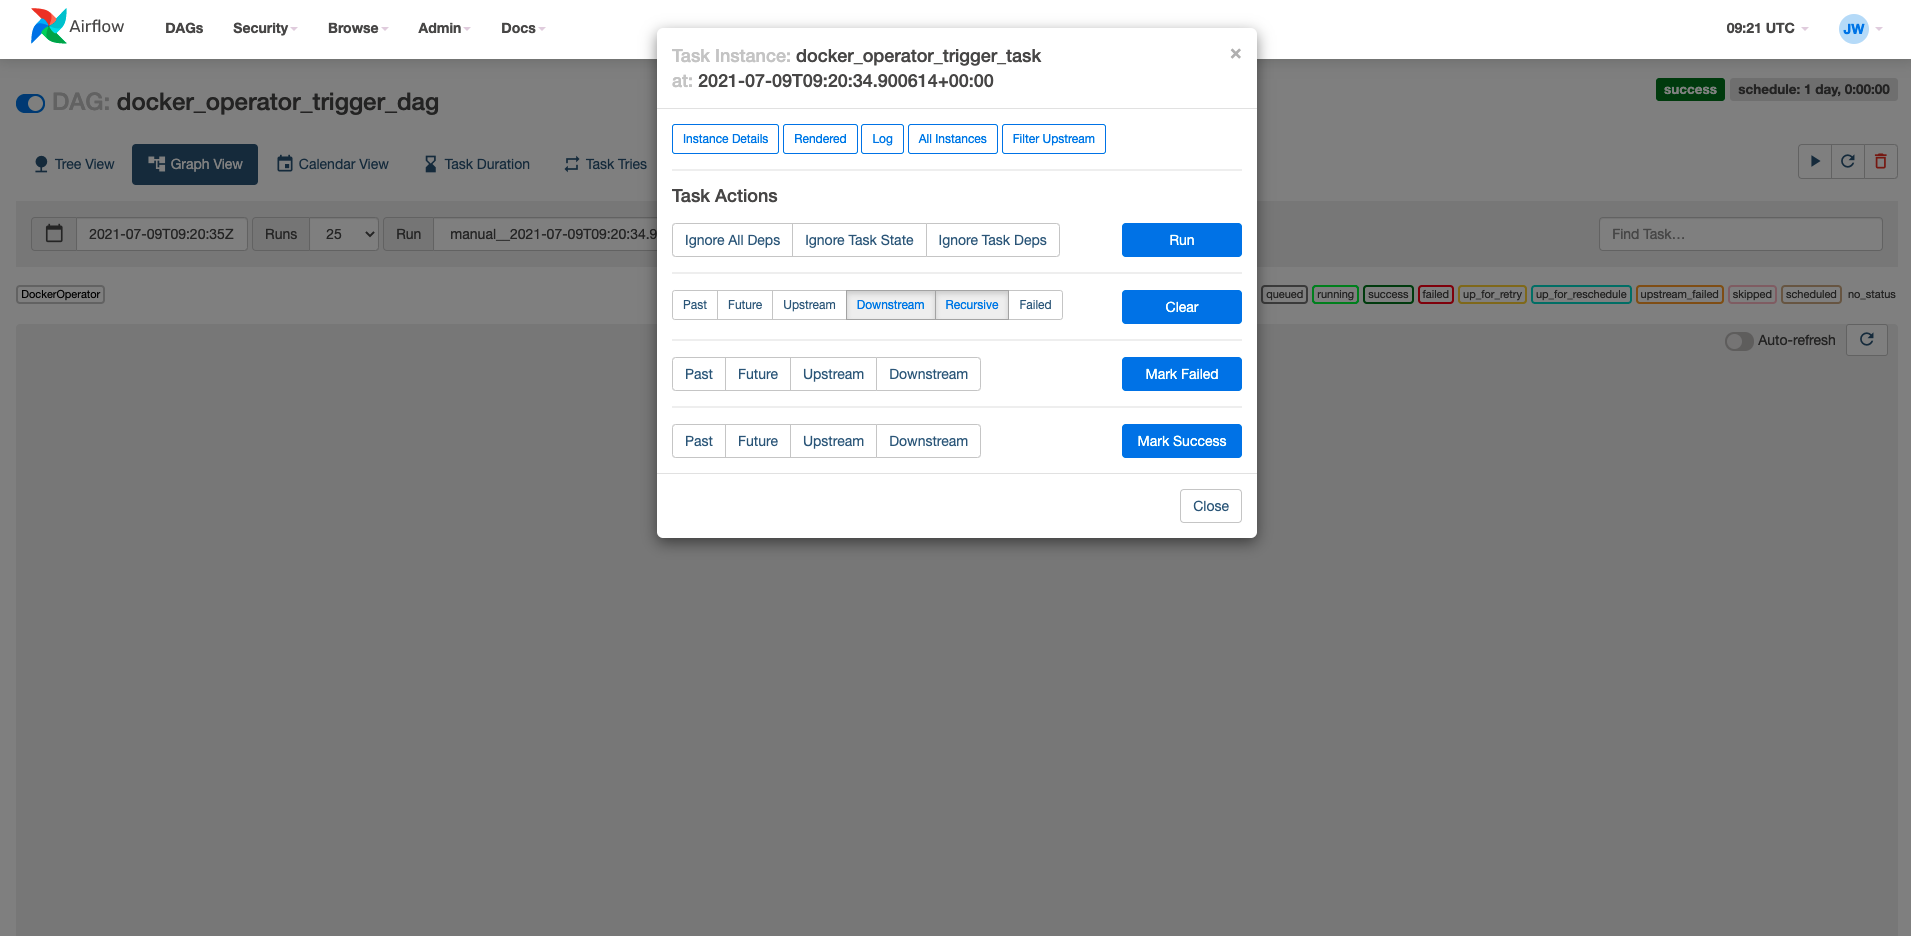 Airflow DAGs Security Browse Admin Docs 09:21 UTC JW
DAG: docker_operator_trigger_dag
success schedule: 1 day, 0:00:00
Tree View Graph View Calendar View Task Duration Task Tries
2021-07-09T09:20:35Z Runs 25 Run manual__2021-07-09T09:20:34.9 Find Task...
DockerOperator
queued running success failed up_for_retry up_for_reschedule upstream_failed skipped scheduled no_status
Auto-refresh
Task Instance: docker_operator_trigger_task
at: 2021-07-09T09:20:34.900614+00:00
×
Instance Details Rendered Log All Instances Filter Upstream
Task Actions
Ignore All Deps Ignore Task State Ignore Task Deps Run
Past Future Upstream Downstream Recursive Failed Clear
Past Future Upstream Downstream Mark Failed
Past Future Upstream Downstream Mark Success
Close